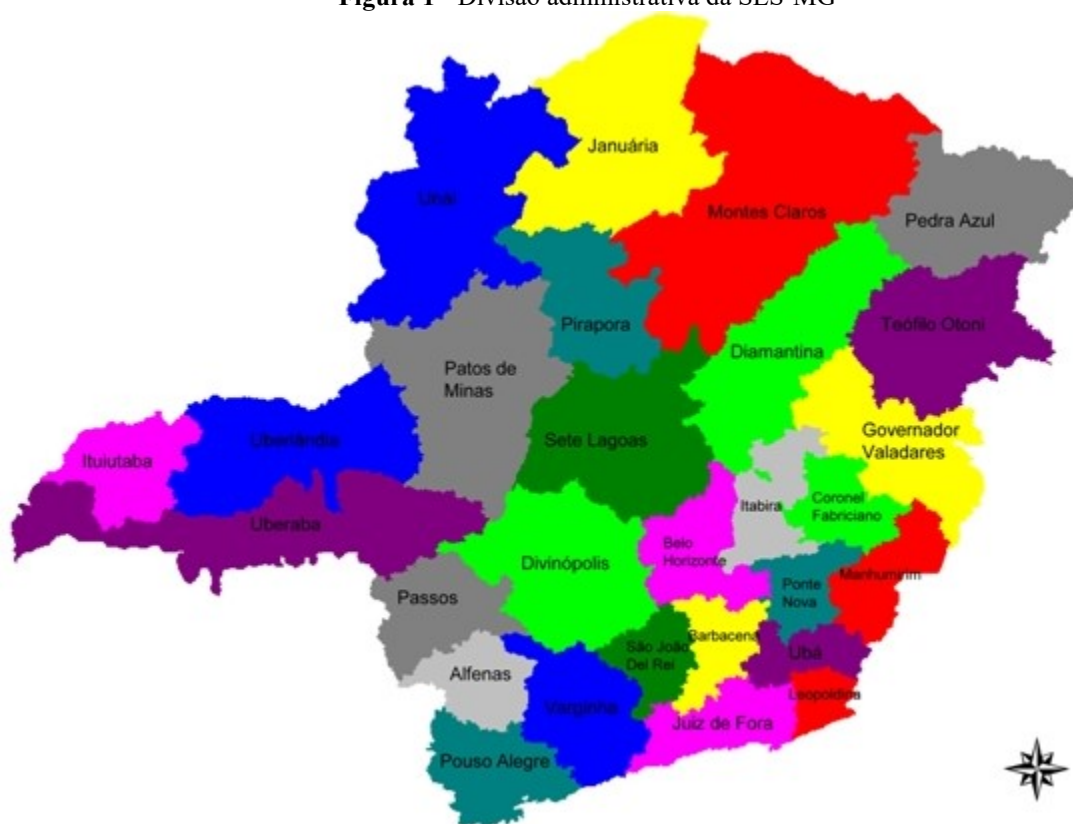 Figura 1 - Divisão administrativa da SES-MG
Januária
Unaí
Montes Claros
Pedra Azul
Pirapora
Teófilo Otoni
Diamantina
Patos de
Minas
Governador
Valadares
Uberlândia
Sete Lagoas
Ituiutaba
Coronel
Fabriciano
Itabira
Uberaba
Belo
Horizonte
Divinópolis
Manhumirim
Ponte
Nova
Passos
Barbacena
São João
Del Rei
Ubá
Alfenas
Leopoldina
Varginha
Juiz de Fora
Pouso Alegre